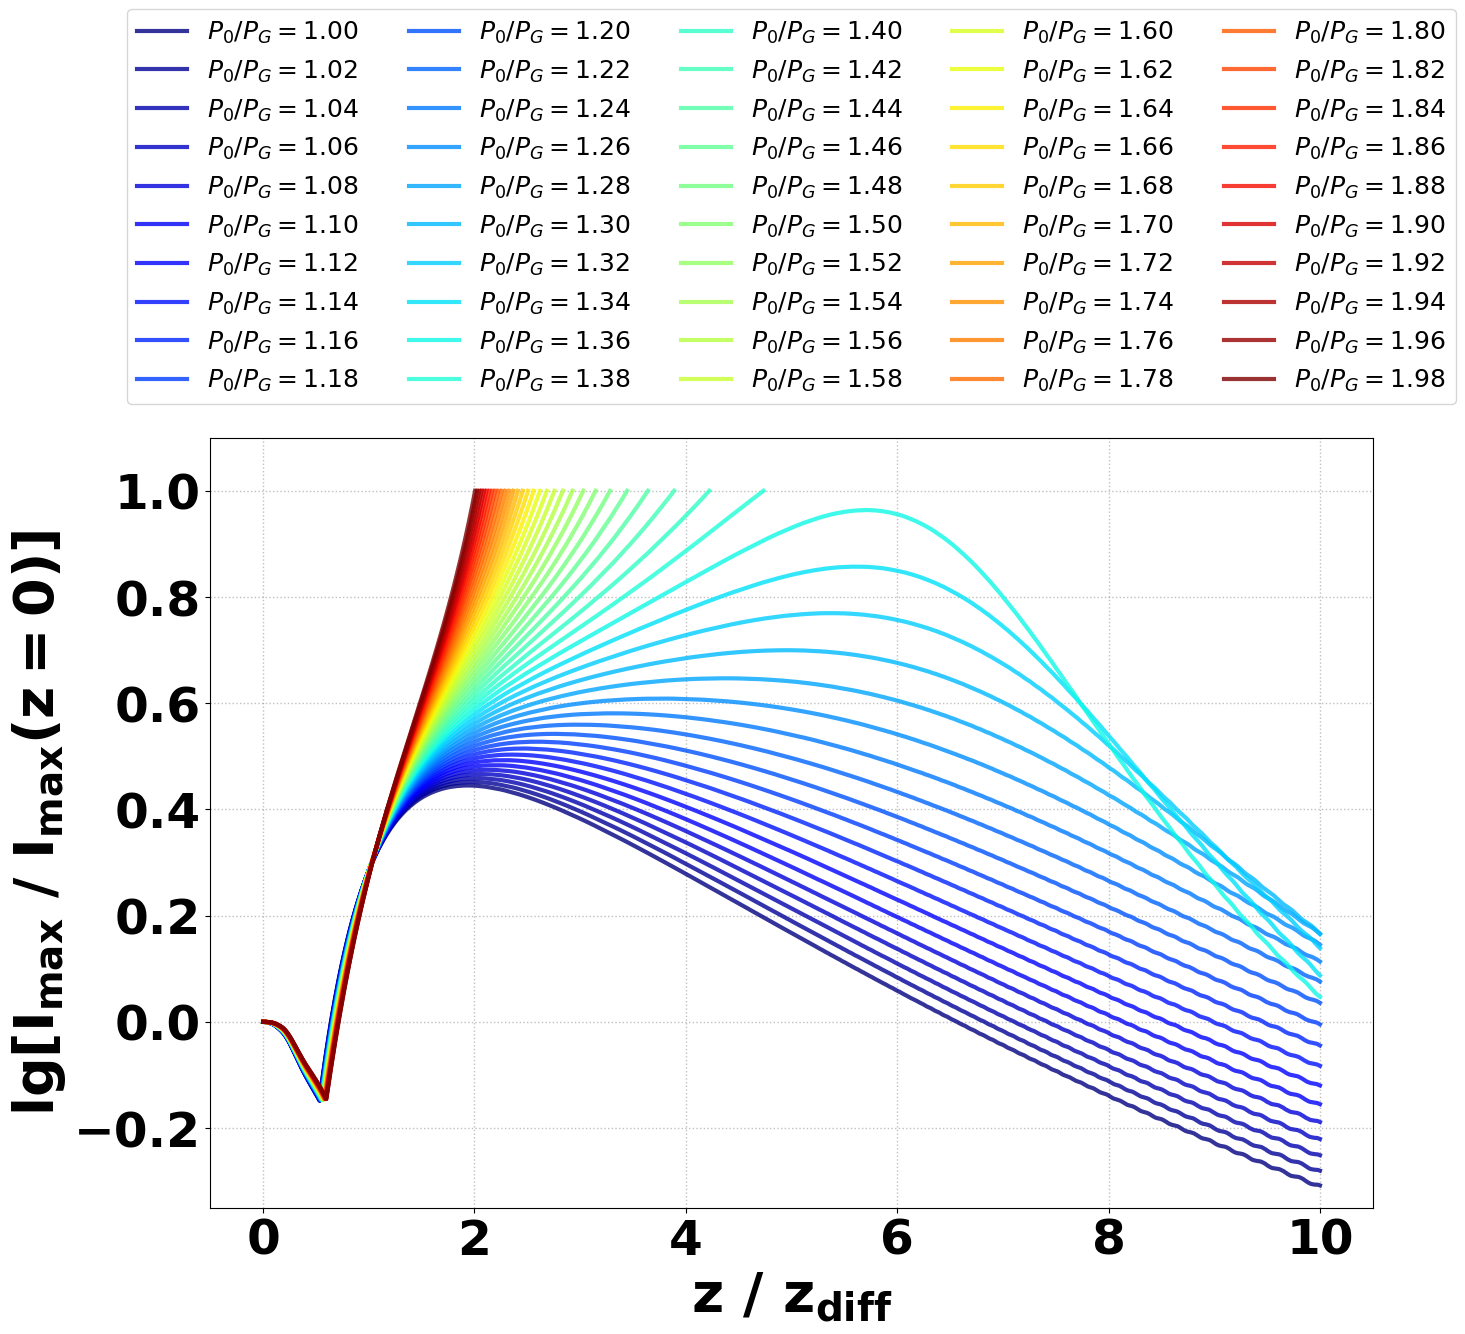 P₀/P_G = 1.00 P₀/P_G = 1.20 P₀/P_G = 1.40 P₀/P_G = 1.60 P₀/P_G = 1.80
P₀/P_G = 1.02 P₀/P_G = 1.22 P₀/P_G = 1.42 P₀/P_G = 1.62 P₀/P_G = 1.82
P₀/P_G = 1.04 P₀/P_G = 1.24 P₀/P_G = 1.44 P₀/P_G = 1.64 P₀/P_G = 1.84
P₀/P_G = 1.06 P₀/P_G = 1.26 P₀/P_G = 1.46 P₀/P_G = 1.66 P₀/P_G = 1.86
P₀/P_G = 1.08 P₀/P_G = 1.28 P₀/P_G = 1.48 P₀/P_G = 1.68 P₀/P_G = 1.88
P₀/P_G = 1.10 P₀/P_G = 1.30 P₀/P_G = 1.50 P₀/P_G = 1.70 P₀/P_G = 1.90
P₀/P_G = 1.12 P₀/P_G = 1.32 P₀/P_G = 1.52 P₀/P_G = 1.72 P₀/P_G = 1.92
P₀/P_G = 1.14 P₀/P_G = 1.34 P₀/P_G = 1.54 P₀/P_G = 1.74 P₀/P_G = 1.94
P₀/P_G = 1.16 P₀/P_G = 1.36 P₀/P_G = 1.56 P₀/P_G = 1.76 P₀/P_G = 1.96
P₀/P_G = 1.18 P₀/P_G = 1.38 P₀/P_G = 1.58 P₀/P_G = 1.78 P₀/P_G = 1.98
lg[I_max / I_max(z = 0)]
1.0
0.8
0.6
0.4
0.2
0.0
−0.2
0 2 4 6 8 10
z / z_diff